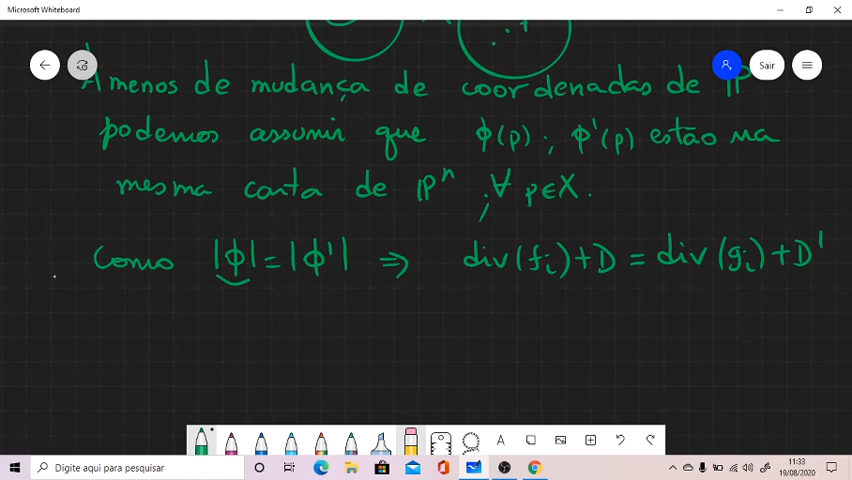 Microsoft Whiteboard
A menos de mudança de coordenadas de P
Sair
podemos assumir que ϕ(p), ϕ'(p) estão na
mesma carta de Pⁿ, ∀ p∈X.
Como |ϕ| = |ϕ'| ⇒ div(fᵢ)+D = div(gᵢ)+D'
Digite aqui para pesquisar
11:33
19/08/2020